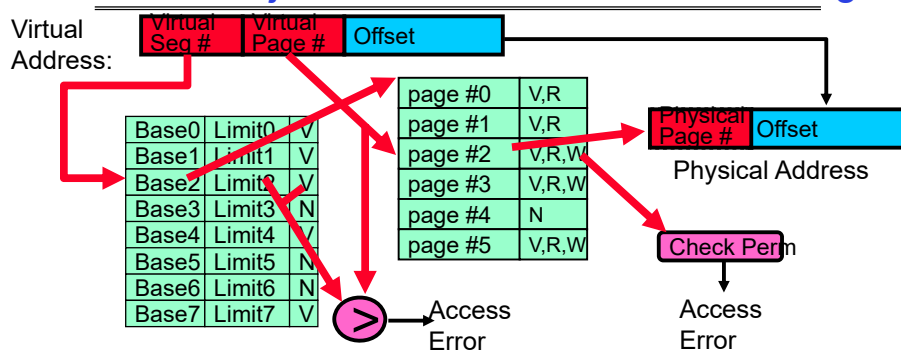 Virtual
Address:
Virtual
Seg #
Virtual
Page #
Offset
page #0 V,R
page #1 V,R
page #2 V,R,W
page #3 V,R,W
page #4 N
page #5 V,R,W
Physical
Page #
Offset
Physical Address
Base0 Limit0 V
Base1 Limit1 V
Base2 Limit2 V
Base3 Limit3 N
Base4 Limit4 V
Base5 Limit5 N
Base6 Limit6 N
Base7 Limit7 V
Check Perm
>
Access
Error
Access
Error